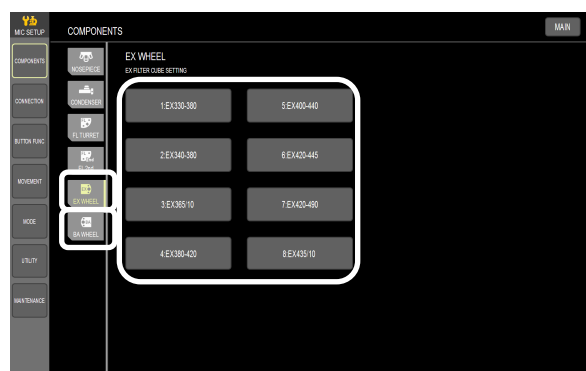 MIC SETUP
COMPONENTS
MAIN
COMPONENTS
CONNECTION
BUTTON FUNC
MOVEMENT
MODE
UTILITY
MAINTENANCE
NOSEPIECE
CONDENSER
FL TURRET
EX WHEEL
BA WHEEL
EX WHEEL
EX FILTER CUBE SETTING
1:EX330-380
5:EX400-440
2:EX340-380
6:EX420-445
3:EX365/10
7:EX420-490
4:EX380-420
8:EX435/10